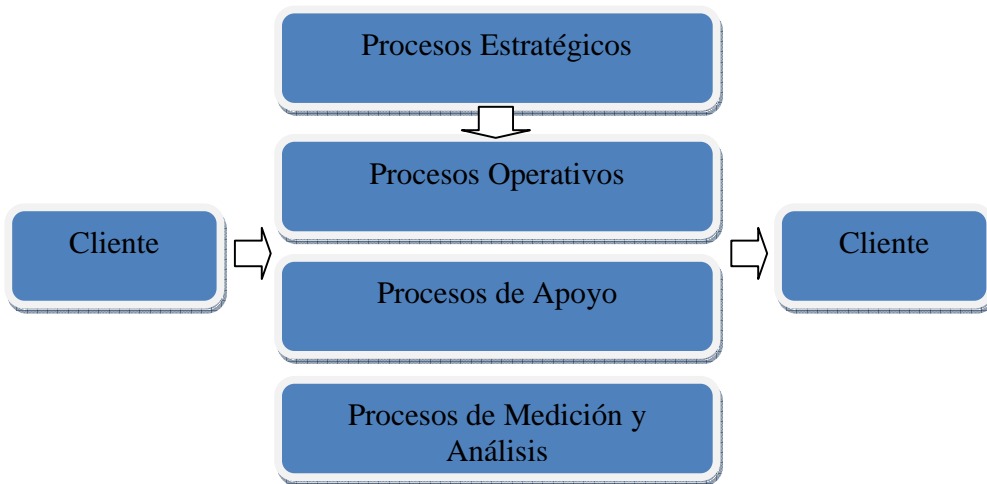 Procesos Estratégicos
Procesos Operativos
Cliente
Cliente
Procesos de Apoyo
Procesos de Medición y
Análisis